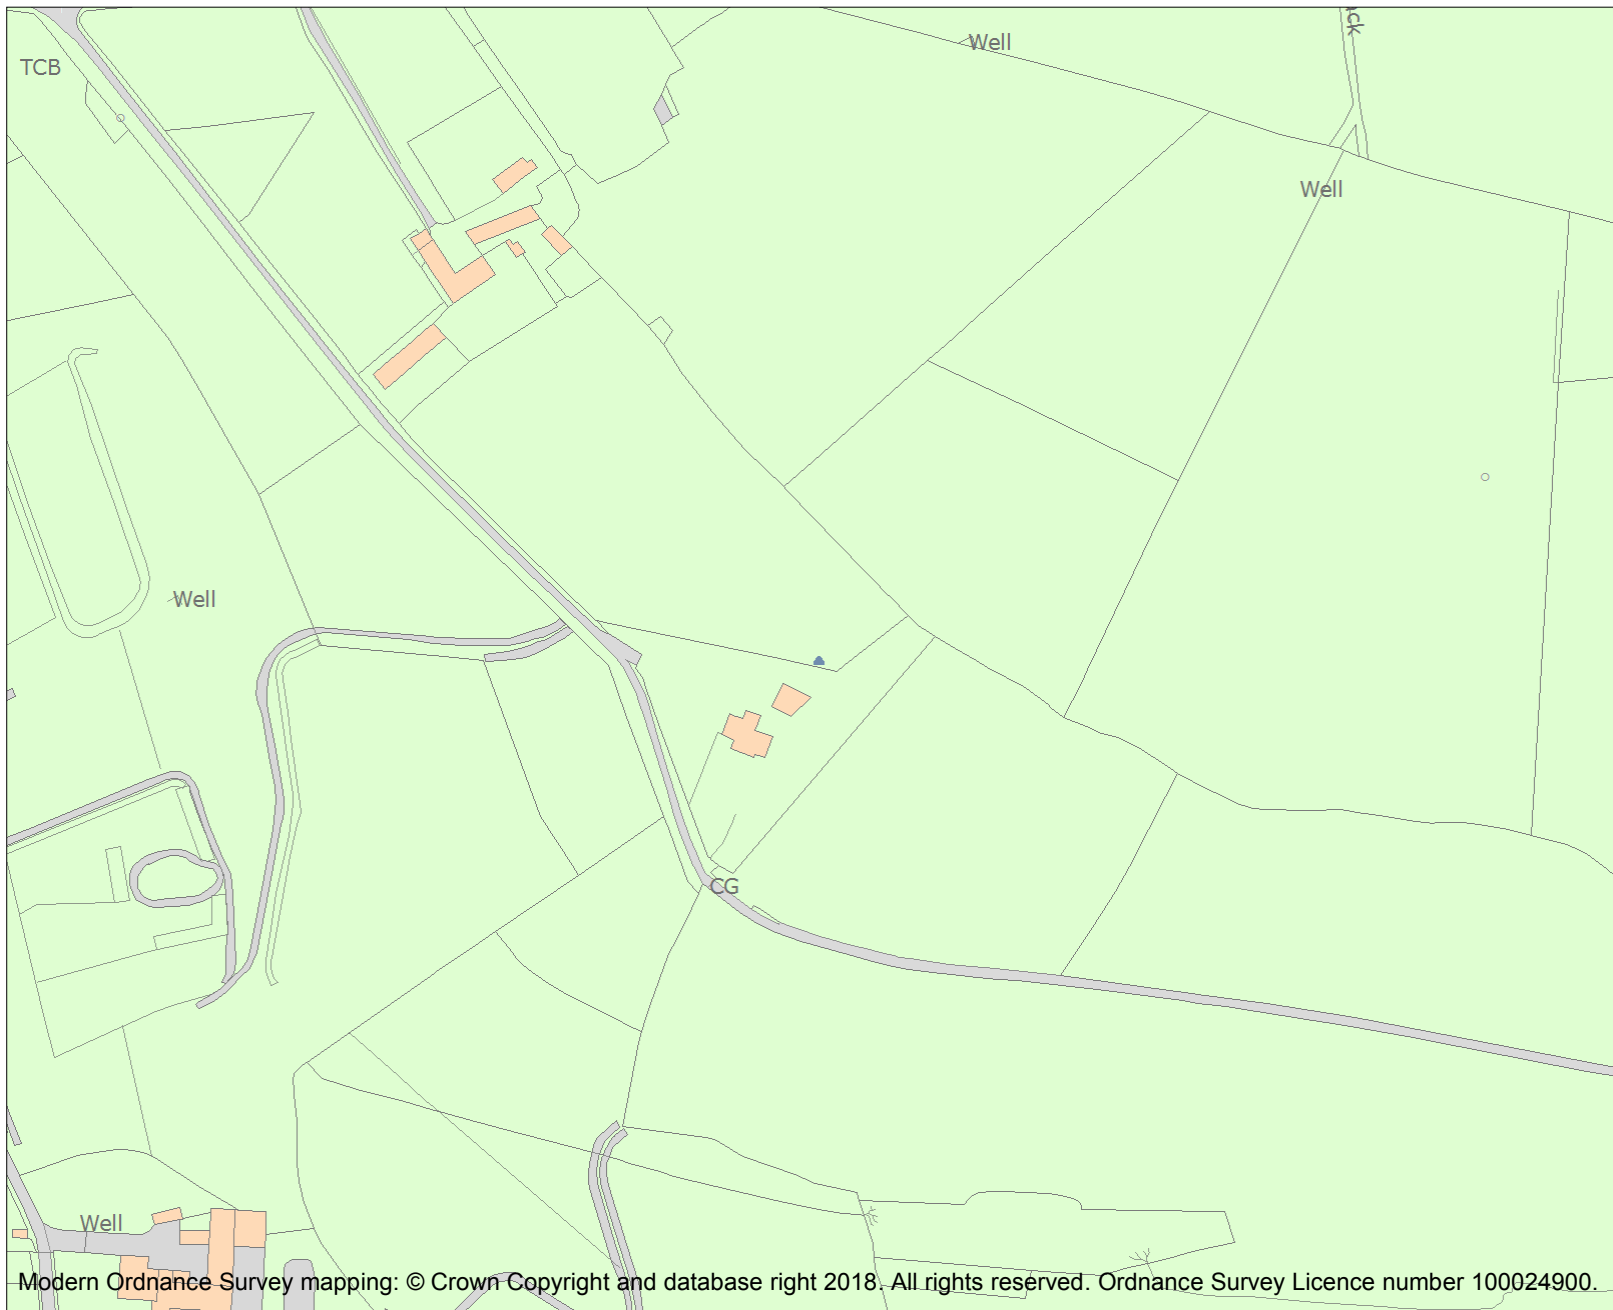 Well
ck
TCB
Well
Well
CG
Well
Modern Ordnance Survey mapping: © Crown Copyright and database right 2018. All rights reserved. Ordnance Survey Licence number 100024900.